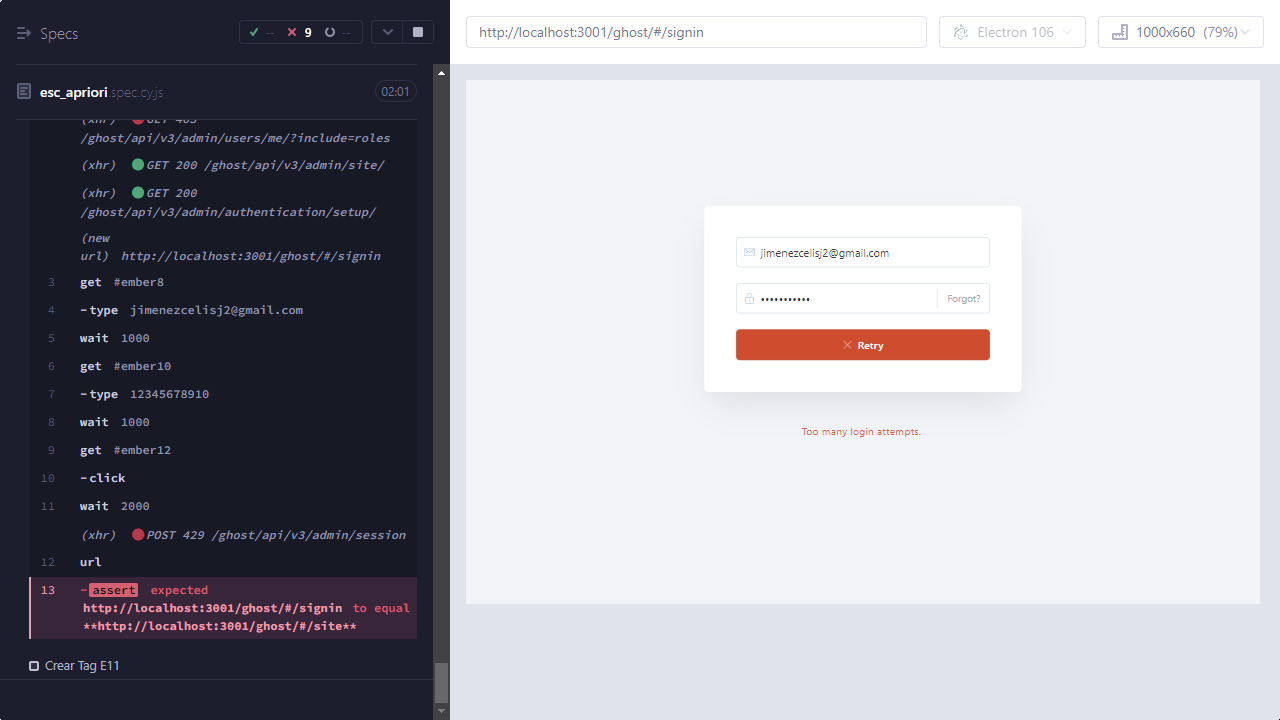 Specs
-- 9 --
esc_apriori.spec.cy.js 02:01
(xhr) GET 403
/ghost/api/v3/admin/users/me/?include=roles
(xhr) GET 200 /ghost/api/v3/admin/site/
(xhr) GET 200
/ghost/api/v3/admin/authentication/setup/
(new
url) http://localhost:3001/ghost/#/signin
3 get #ember8
4 -type jimenezcelisj2@gmail.com
5 wait 1000
6 get #ember10
7 -type 12345678910
8 wait 1000
9 get #ember12
10 -click
11 wait 2000
(xhr) POST 429 /ghost/api/v3/admin/session
12 url
13 -assert expected
http://localhost:3001/ghost/#/signin to equal
**http://localhost:3001/ghost/#/site**
Crear Tag E11
http://localhost:3001/ghost/#/signin
Electron 106
1000x660 (79%)
jimenezcelisj2@gmail.com
••••••••••• Forgot?
Retry
Too many login attempts.